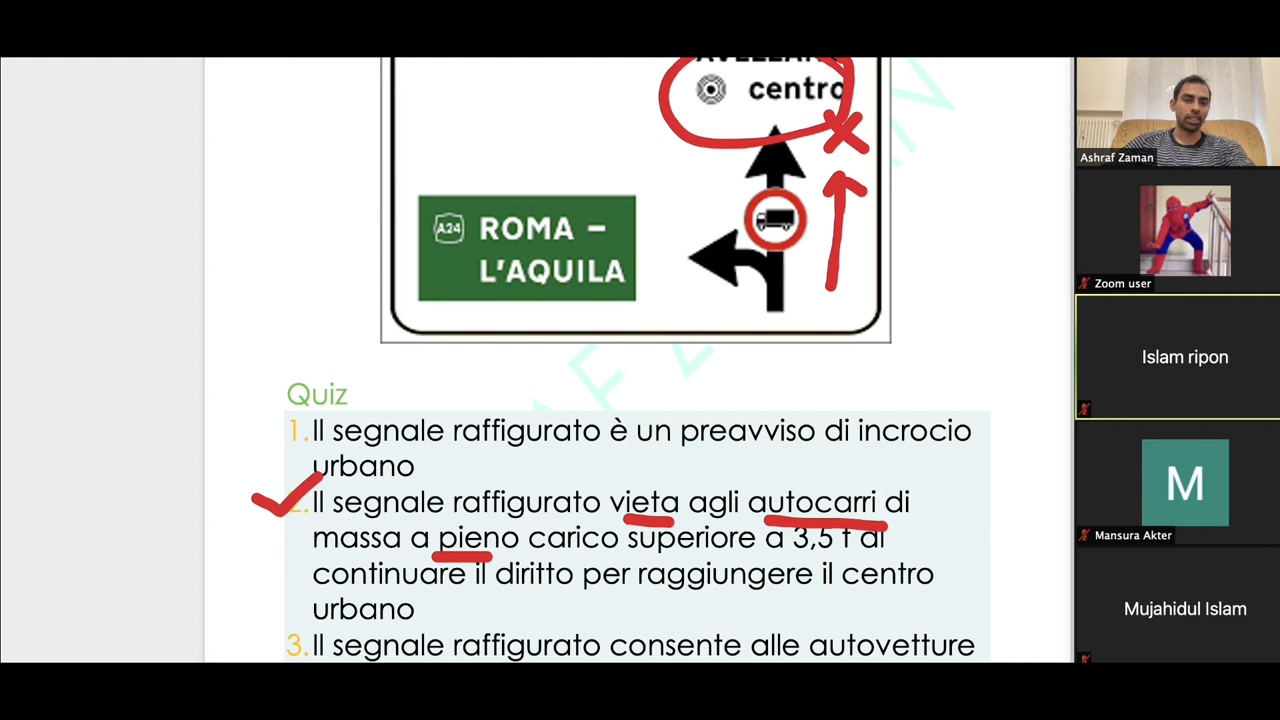 centro
A24 ROMA –
L'AQUILA
Quiz
1. Il segnale raffigurato è un preavviso di incrocio
urbano
2. Il segnale raffigurato vieta agli autocarri di
massa a pieno carico superiore a 3,5 t di
continuare il diritto per raggiungere il centro
urbano
3. Il segnale raffigurato consente alle autovetture
Ashraf Zaman
Zoom user
Islam ripon
M
Mansura Akter
Mujahidul Islam